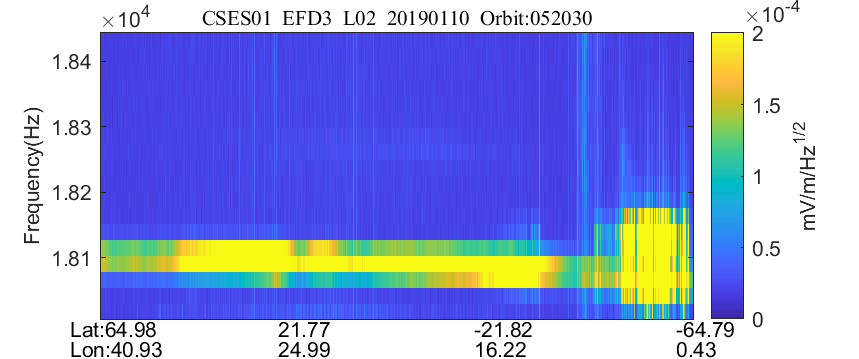 ×10⁴
CSES01 EFD3 L02 20190110 Orbit:052030
×10⁻⁴
1.84
1.83
1.82
1.81
Frequency(Hz)
2
1.5
1
0.5
0
mV/m/Hz^1/2
Lat:64.98 21.77 -21.82 -64.79
Lon:40.93 24.99 16.22 0.43